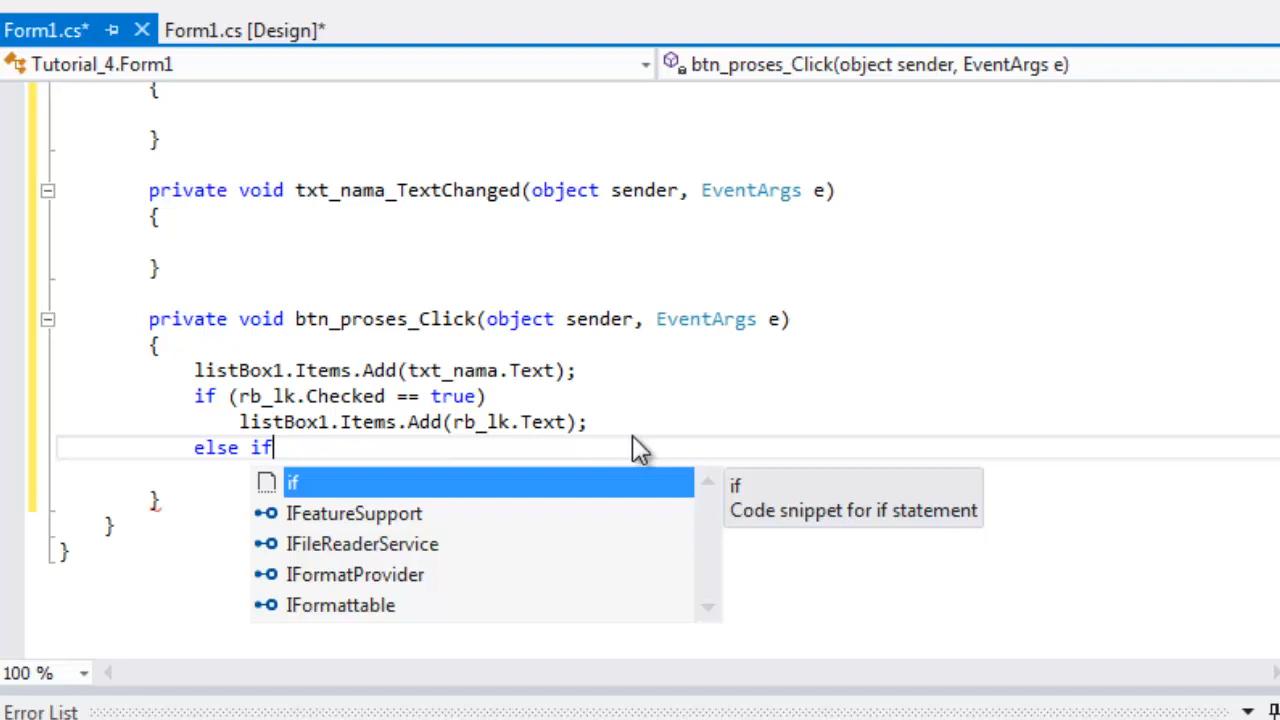 Form1.cs* Form1.cs [Design]*
Tutorial_4.Form1 btn_proses_Click(object sender, EventArgs e)
{
}
private void txt_nama_TextChanged(object sender, EventArgs e)
{
}
private void btn_proses_Click(object sender, EventArgs e)
{
listBox1.Items.Add(txt_nama.Text);
if (rb_lk.Checked == true)
listBox1.Items.Add(rb_lk.Text);
else if
if
if
Code snippet for if statement
IFeatureSupport
IFileReaderService
IFormatProvider
IFormattable
}
}
}
100 %
Error List